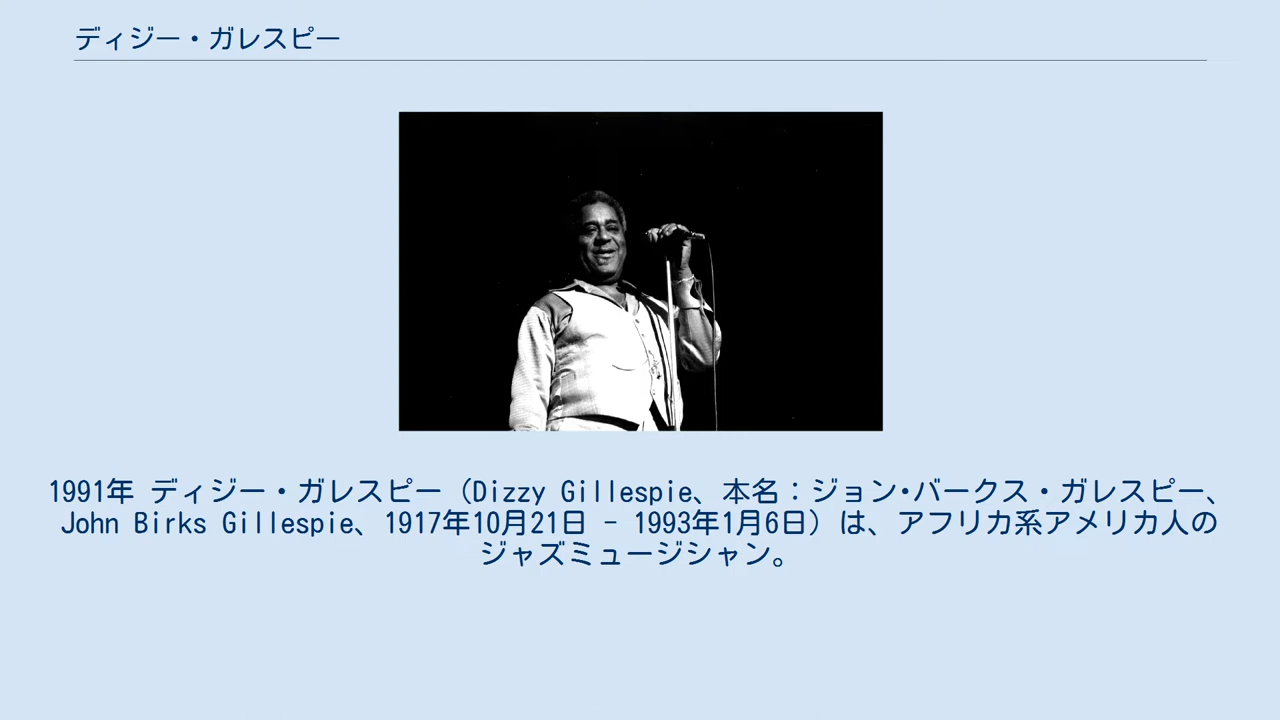 ディジー・ガレスピー
1991年 ディジー・ガレスピー（Dizzy Gillespie、本名：ジョン・バークス・ガレスピー、
John Birks Gillespie、1917年10月21日 - 1993年1月6日）は、アフリカ系アメリカ人の
ジャズミュージシャン。